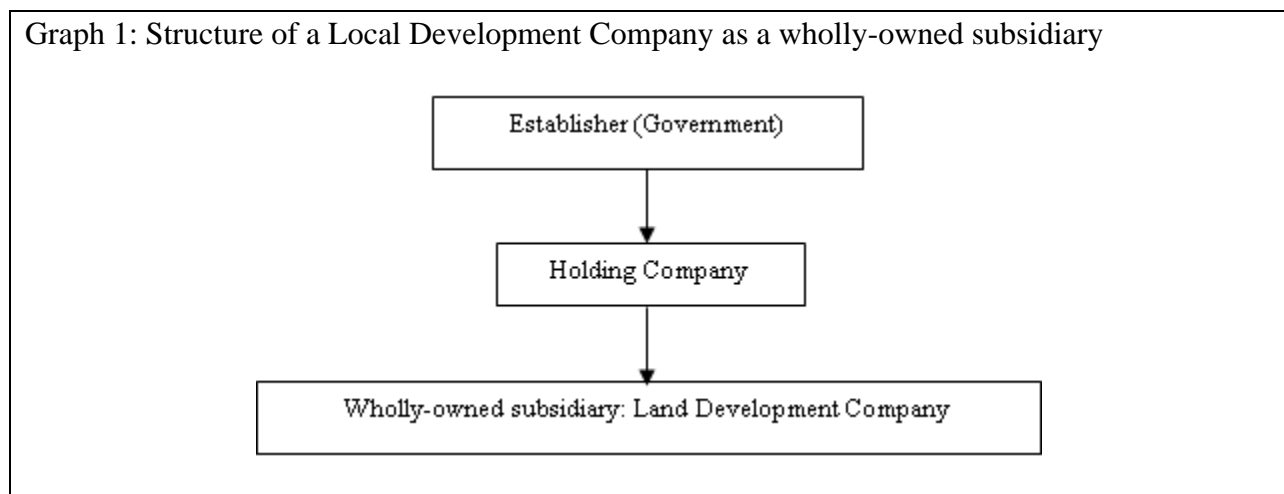 Graph 1: Structure of a Local Development Company as a wholly-owned subsidiary
Establisher (Government)
Holding Company
Wholly-owned subsidiary: Land Development Company